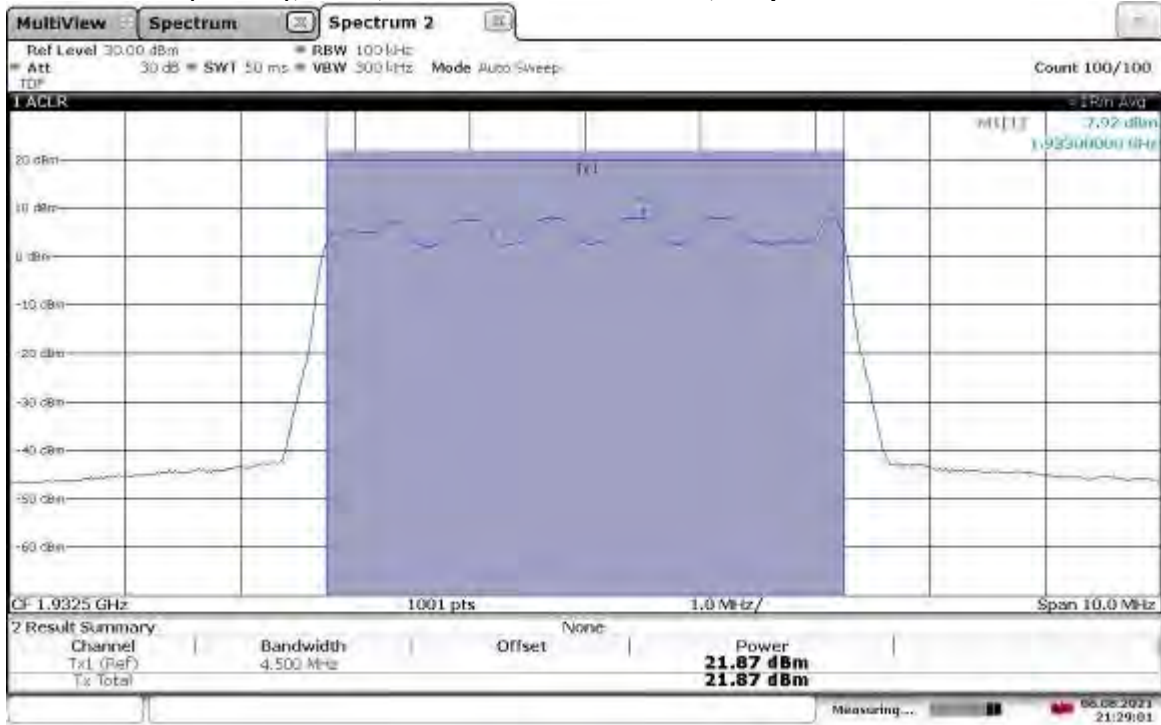 MultiView Spectrum Spectrum 2
Ref Level 30.00 dBm RBW 100 kHz
Att 30 dB SWT 50 ms VBW 300 kHz Mode Auto Sweep Count 100/100
TDF
1 ACLR 1Rm Avg
M1[1] 7.92 dBm
1.93300000 GHz
20 dBm
Tx1
10 dBm
0 dBm
-10 dBm
-20 dBm
-30 dBm
-40 dBm
-50 dBm
-60 dBm
CF 1.9325 GHz 1001 pts 1.0 MHz/ Span 10.0 MHz
2 Result Summary None
Channel Bandwidth Offset Power
Tx1 (Ref) 4.500 MHz 21.87 dBm
Tx Total 21.87 dBm
Measuring... 06.08.2021
21:29:01